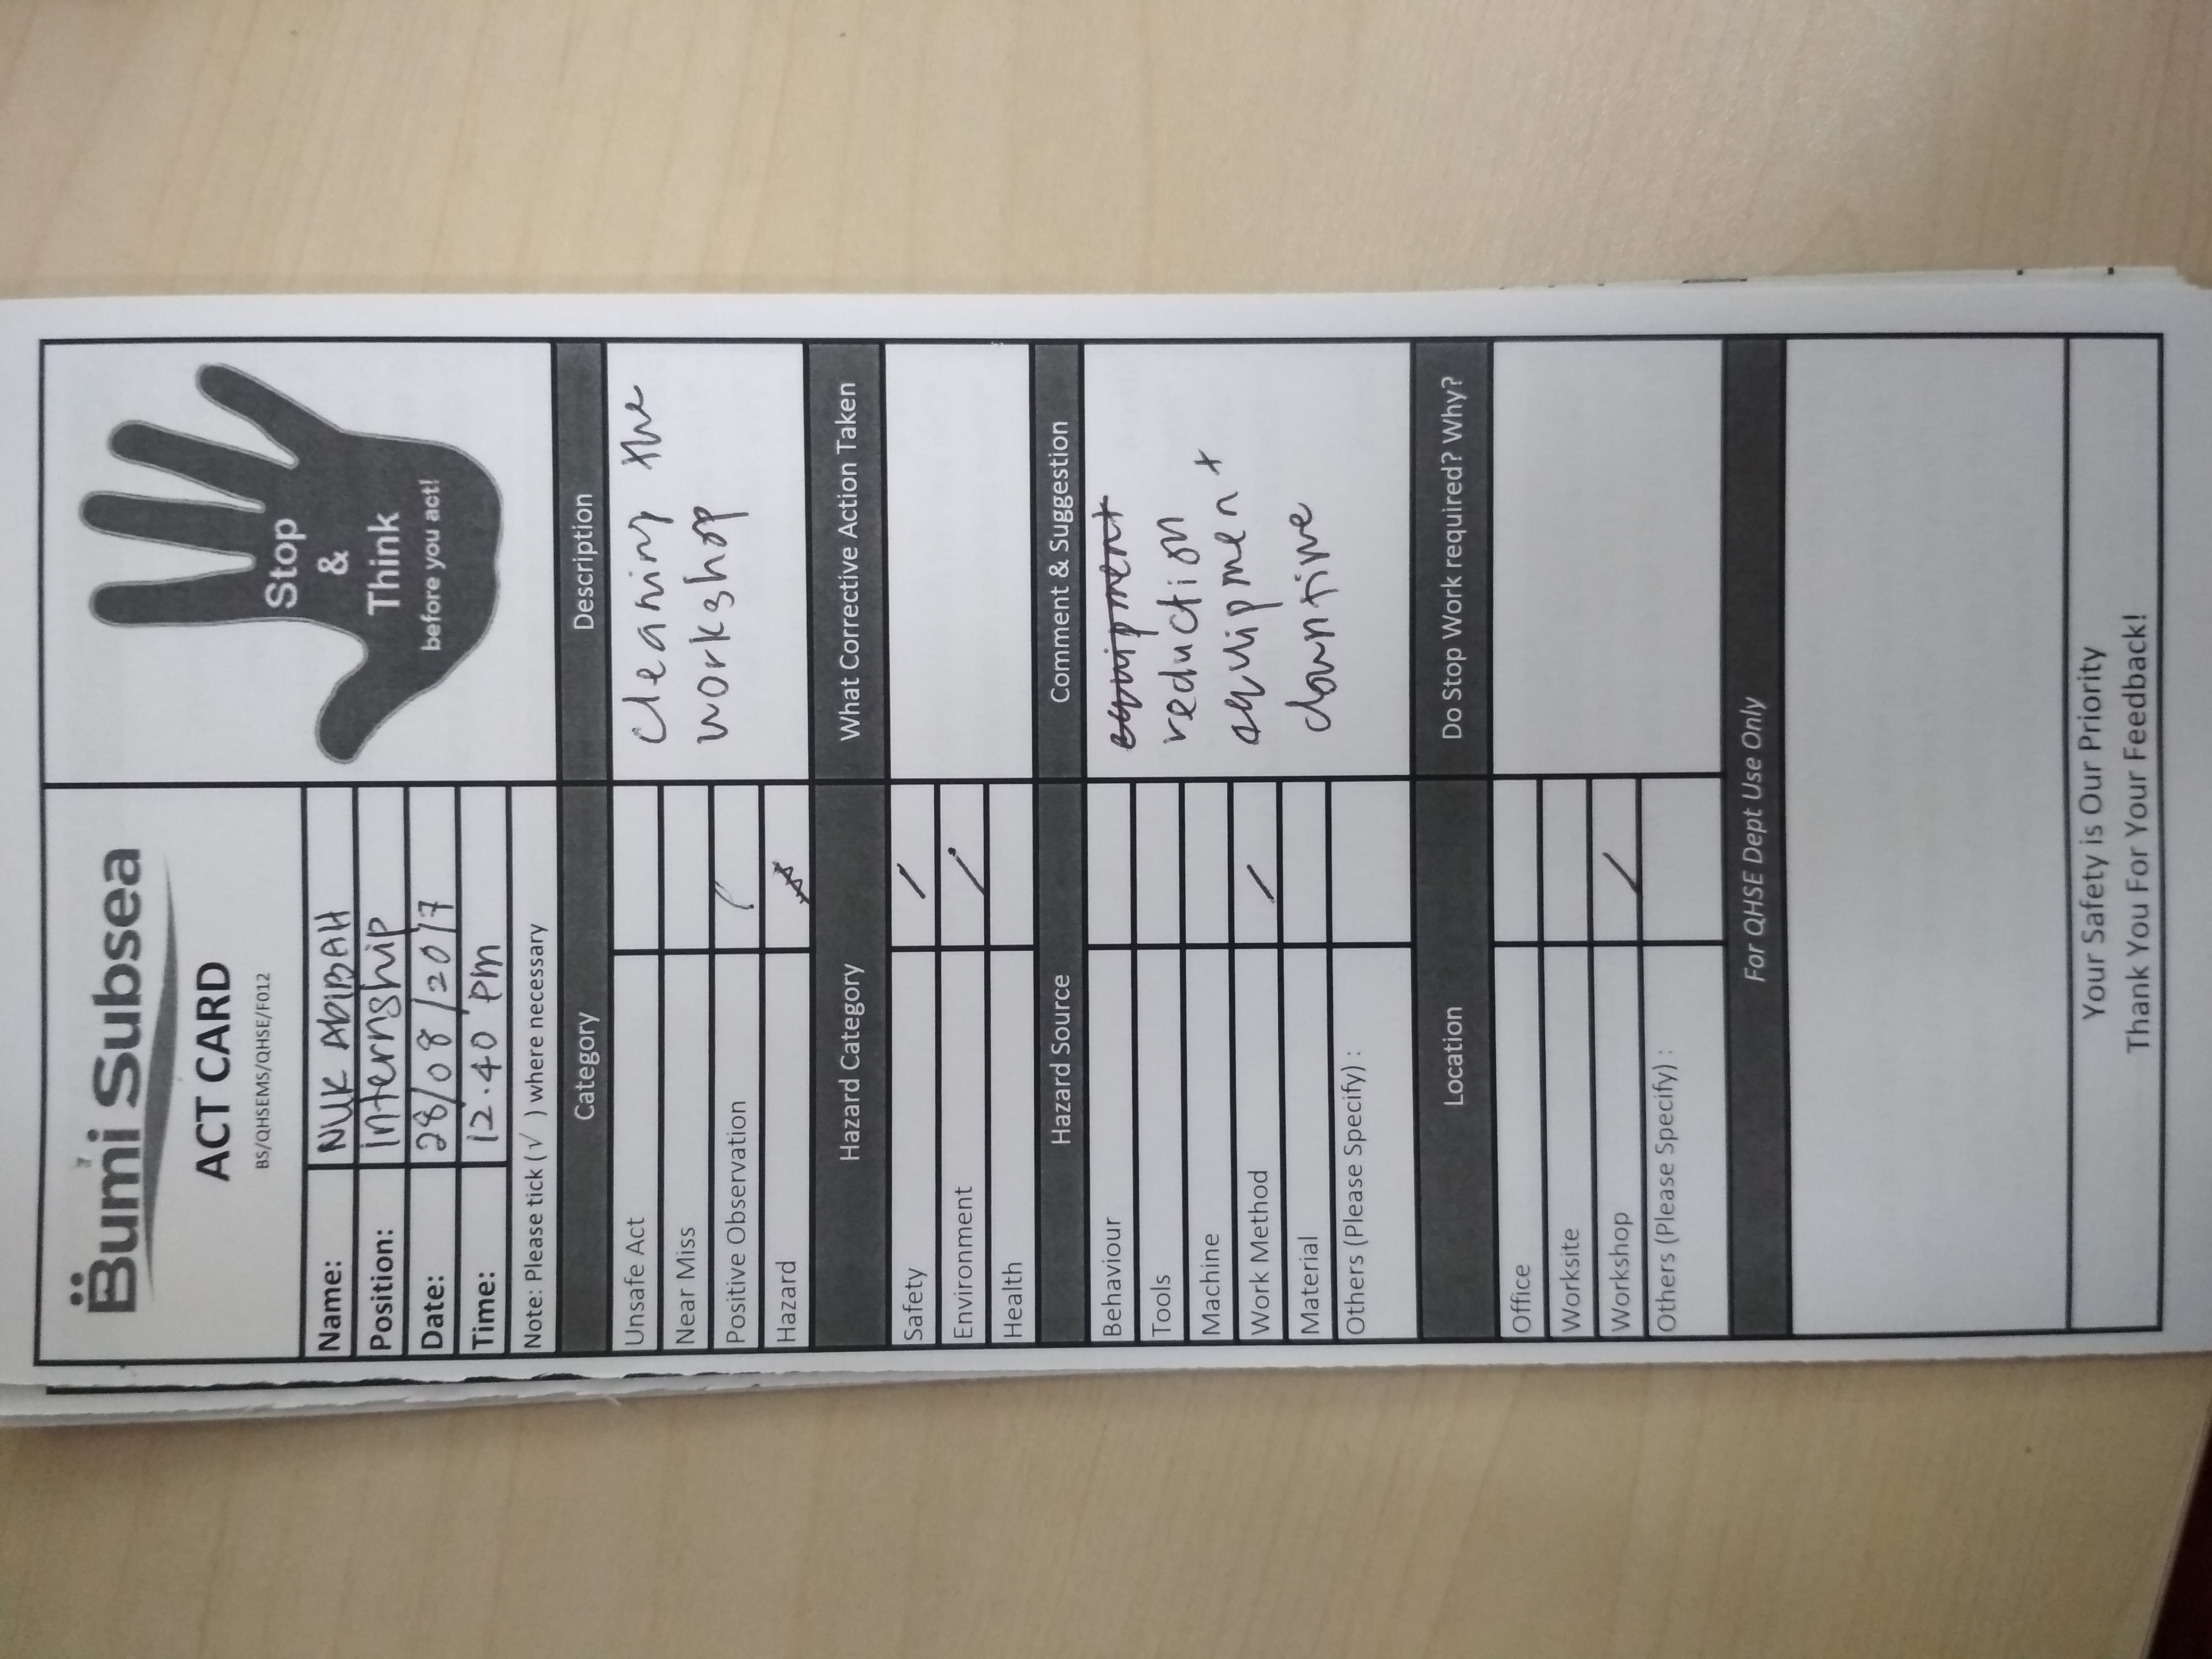 Bumi Subsea
ACT CARD
BS/QHSEMS/QHSE/F012
Stop
&
Think
before you act!
Name: NUR ADIBAH
Position: internship
Date: 28/08/2017
Time: 12.40 pm
Note: Please tick ( √ ) where necessary
Category
Description
Unsafe Act
Near Miss
Positive Observation /
Hazard
cleaning the
workshop
Hazard Category
What Corrective Action Taken
Safety /
Environment /
Health
Hazard Source
Comment & Suggestion
Behaviour
Tools
Machine
Work Method /
Material
Others (Please Specify) :
equipment
reduction
equipment
Location
Do Stop Work required? Why?
Office
Worksite
Workshop /
Others (Please Specify) :
For QHSE Dept Use Only
Your Safety is Our Priority
Thank You For Your Feedback!